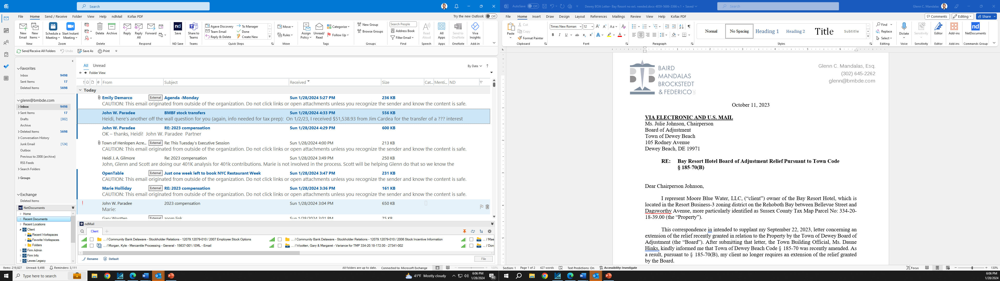 Search
File Home Send / Receive Folder View Help ndMail Kofax PDF
Try the new Outlook Off
New Email
New Items
New
Schedule a Meeting
Start Instant Meeting
Zoom
Delete
Archive
Delete
Reply
Reply All
Forward
Respond
nd
Save
ND Save
Share to Teams
Teams
Agave Discovery
Team Email
Reply & Delete
To Manager
Done
Create New
Quick Steps
Move
Rules
Move
Assign Policy
Unread/ Read
Categorize
Follow Up
Tags
New Group
Browse Groups
Groups
Search People
Address Book
Filter Email
Find
Read Aloud
Speech
All Apps
Apps
Send to OneNote
OneNote
Viva Insights
Add-in
Send/Receive All Folders Undo Save As Print
Favorites
Inbox 9498
Sent Items 17
Deleted Items 5698
glenn@bmbde.com
Inbox 9498
Sent Items 17
Drafts [302]
Archive
Deleted Items 5698
Conversation History
Junk Email [124]
Outbox
Previous to 2008 (archive)
RSS Feeds
Search Folders
Groups
Exchange
Deleted Items
nd NetDocuments
Home
Recent Documents
Recent Locations
Client
Recent Workspaces
Favorite Workspaces
Folders
Firm Admin
Firm Info
Lewes Legacy
All Unread
By Date
Folder View
From Subject Received Size Cat... Menti... ND
Today
Emily Demarco External Agenda -Monday Sun 1/28/2024 5:27 PM 236 KB
CAUTION: This email originated from outside of the organization. Do not click links or open attachments unless you recognize the sender and know the content is safe.
John W. Paradee BMBF stock transfers Sun 1/28/2024 4:33 PM 556 KB
Heidi, here's another off the wall question for you (again, info needed for tax prep): On 1/2/23, I received $51,538.93 from Jim Cardea for the transfer of a ??? interest
John W. Paradee RE: 2023 compensation Sun 1/28/2024 4:29 PM 600 KB
OK – thanks, Heidi! John W. Paradee Partner
Town of Henlopen Acre... External Re: This Tuesday's Executive Session Sun 1/28/2024 4:00 PM 213 KB
CAUTION: This email originated from outside of the organization. Do not click links or open attachments unless you recognize the sender and know the content is safe.
Heidi J. A. Gilmore Re: 2023 compensation Sun 1/28/2024 3:49 PM 250 KB
John, Glenn and Scott are doing our 401K analysis for 401k contributions. Marie is not involved in the process. Scott will be helping Glenn do that so we know the
OpenTable External Just one week left to book NYC Restaurant Week Sun 1/28/2024 3:47 PM 231 KB
CAUTION: This email originated from outside of the organization. Do not click links or open attachments unless you recognize the sender and know the content is safe.
Marie Holliday External RE: 2023 compensation Sun 1/28/2024 3:36 PM 161 KB
CAUTION: This email originated from outside of the organization. Do not click links or open attachments unless you recognize the sender and know the content is safe.
John W. Paradee 2023 compensation Sun 1/28/2024 3:04 PM 650 KB
Marie:
Gary Wootten External zoom link Sun 1/28/2024 3:01 PM 75 KB
ndMail
Client
... / Community Bank Delaware - Stockholder Relations - 12079.12079-010 / 2007 Employee Stock Options
... / Community Bank Delaware - Stockholder Relations - 12079.12079-010 / 2006 Stock Incentive Information
... / Mae
... / Morgan, Kyle - Mercantile Processing - General - 15637-001 / EML - Email
... / Wootten, Gary & Margaret - Variance for TMP 334-20.18-172.00 - 27341-002
... / Don
Rename Default File
Items: 219,827 Unread: 9,498 Reminders: 3,111
All folders are up to date. Connected to: Microsoft Exchange 100%
Type here to search
41°F Mostly cloudy
6:06 PM
1/28/2024
40
AutoSave Off
Dewey BOA Letter- Bay Resort no ext. needed.docx 4859-5686-3366 v.1 • Saved
Search
Glenn C. Mandalas
File Home Insert Draw Design Layout References Mailings Review View Help Kofax PDF
Comments Editing Share
Paste
Cut
Copy
Format Painter
Clipboard
Times New Roman 12
Font
Paragraph
Normal
No Spacing
Heading 1
Heading 2
Title
Subtitle
Styles
Find
Replace
Select
Editing
Dictate
Voice
Sensitivity
Sensitivity
Editor
Editor
Add-ins
Add-ins
nd
NetDocuments
Commands Group
BAIRD
MANDALAS
BROCKSTEDT
& FEDERICO LLC
Glenn C. Mandalas, Esq.
(302) 645-2262
glenn@bmbde.com
October 11, 2023
VIA ELECTRONIC AND U.S. MAIL
Ms. Julie Johnson, Chairperson
Board of Adjustment
Town of Dewey Beach
105 Rodney Avenue
Dewey Beach, DE 19971
RE: Bay Resort Hotel Board of Adjustment Relief Pursuant to Town Code
§ 185-70(B)
Dear Chairperson Johnson,
I represent Moore Blue Water, LLC, (“client”) owner of the Bay Resort Hotel, which is
located in the Resort Business-3 zoning district on the Rehoboth Bay between Bellevue Street and
Dagsworthy Avenue, more particularly identified as Sussex County Tax Map Parcel No: 334-20-
18-39.00 (the “Property”).
This correspondence in intended to supplant my September 22, 2023, letter concerning an
extension of the relief recently granted in relation to the Property by the Town of Dewey Board of
Adjustment (the “Board”). After submitting that letter, the Town Building Official, Ms. Daune
Hinks, kindly informed me that Town of Dewey Beach Code § 185-70 was recently amended. As
a result, pursuant to § 185-70(B), my client no longer requires an extension of the relief granted
by the Board.
Section: 1 Page 1 of 2 427 words Text Predictions: On Accessibility: Investigate
Focus 130%
6:06 PM
1/28/2024